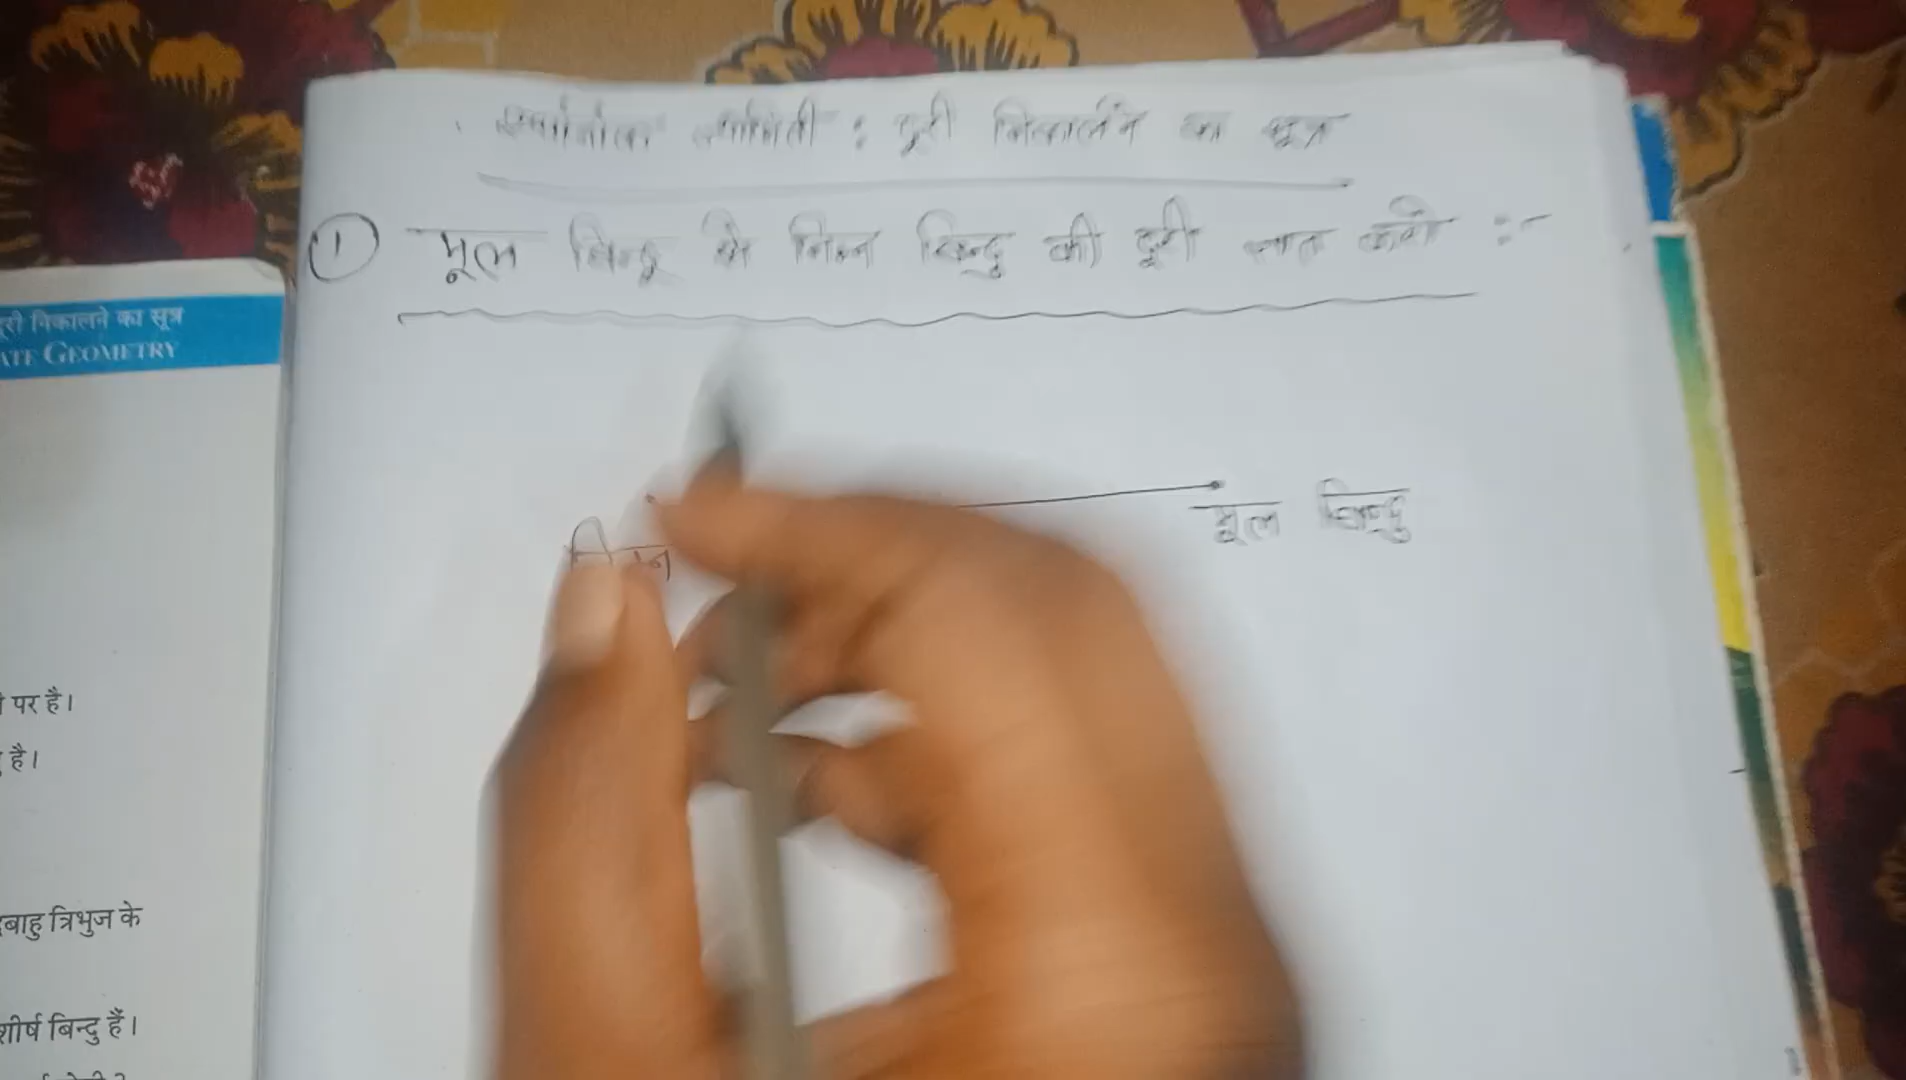 ज्यामिती : दूरी निकालने का सूत्र
① मूल बिन्दू से निम्न बिन्दु की दूरी ज्ञात करो :-
मूल बिन्दु
निम्न
दूरी निकालने का सूत्र
ATE GEOMETRY
पर है।
है।
त्रिभुज के
शीर्ष बिन्दु हैं।